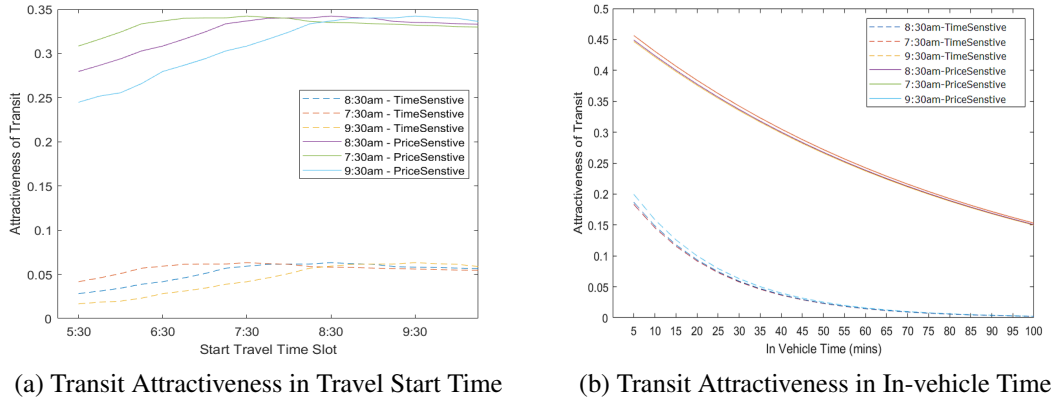 0.35
0.3
0.25
0.2
0.15
0.1
0.05
0
Attractiveness of Transit
8:30am - TimeSenstive
7:30am - TimeSenstive
9:30am - TimeSenstive
8:30am - PriceSenstive
7:30am - PriceSenstive
9:30am - PriceSenstive
5:30 6:30 7:30 8:30 9:30
Start Travel Time Slot
(a) Transit Attractiveness in Travel Start Time
0.5
0.45
0.4
0.35
0.3
0.25
0.2
0.15
0.1
0.05
0
Attractiveness of Transit
8:30am-TimeSenstive
7:30am-TimeSenstive
9:30am-TimeSenstive
8:30am-PriceSenstive
7:30am-PriceSenstive
9:30am-PriceSenstive
5 10 15 20 25 30 35 40 45 50 55 60 65 70 75 80 85 90 95 100
In Vehicle Time (mins)
(b) Transit Attractiveness in In-vehicle Time